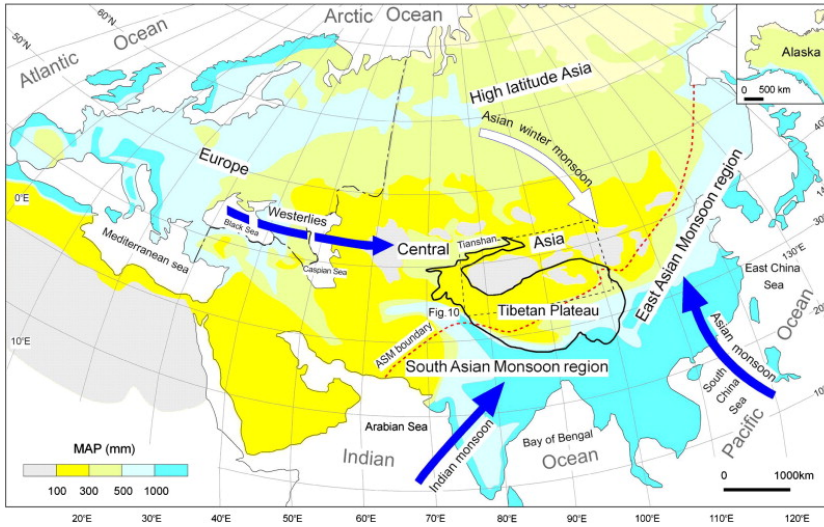 Arctic Ocean
60°N
50°N
Atlantic Ocean
Alaska
0 500 km
High latitude Asia
Asian winter monsoon
Europe
0°E
Westerlies
Black Sea
Mediterranean sea
Caspian Sea
Central
Tianshan
Asia
East Asian Monsoon region
130°E
East China
Sea
Fig.10
Tibetan Plateau
10°E
ASM boundary
South Asian Monsoon region
Asian monsoon
South
China
Sea
Pacific Ocean
Arabian Sea
Bay of Bengal
Indian Ocean
Indian monsoon
MAP (mm)
100 300 500 1000
0 1000km
20°E 30°E 40°E 50°E 60°E 70°E 80°E 90°E 100°E 110°E 120°E